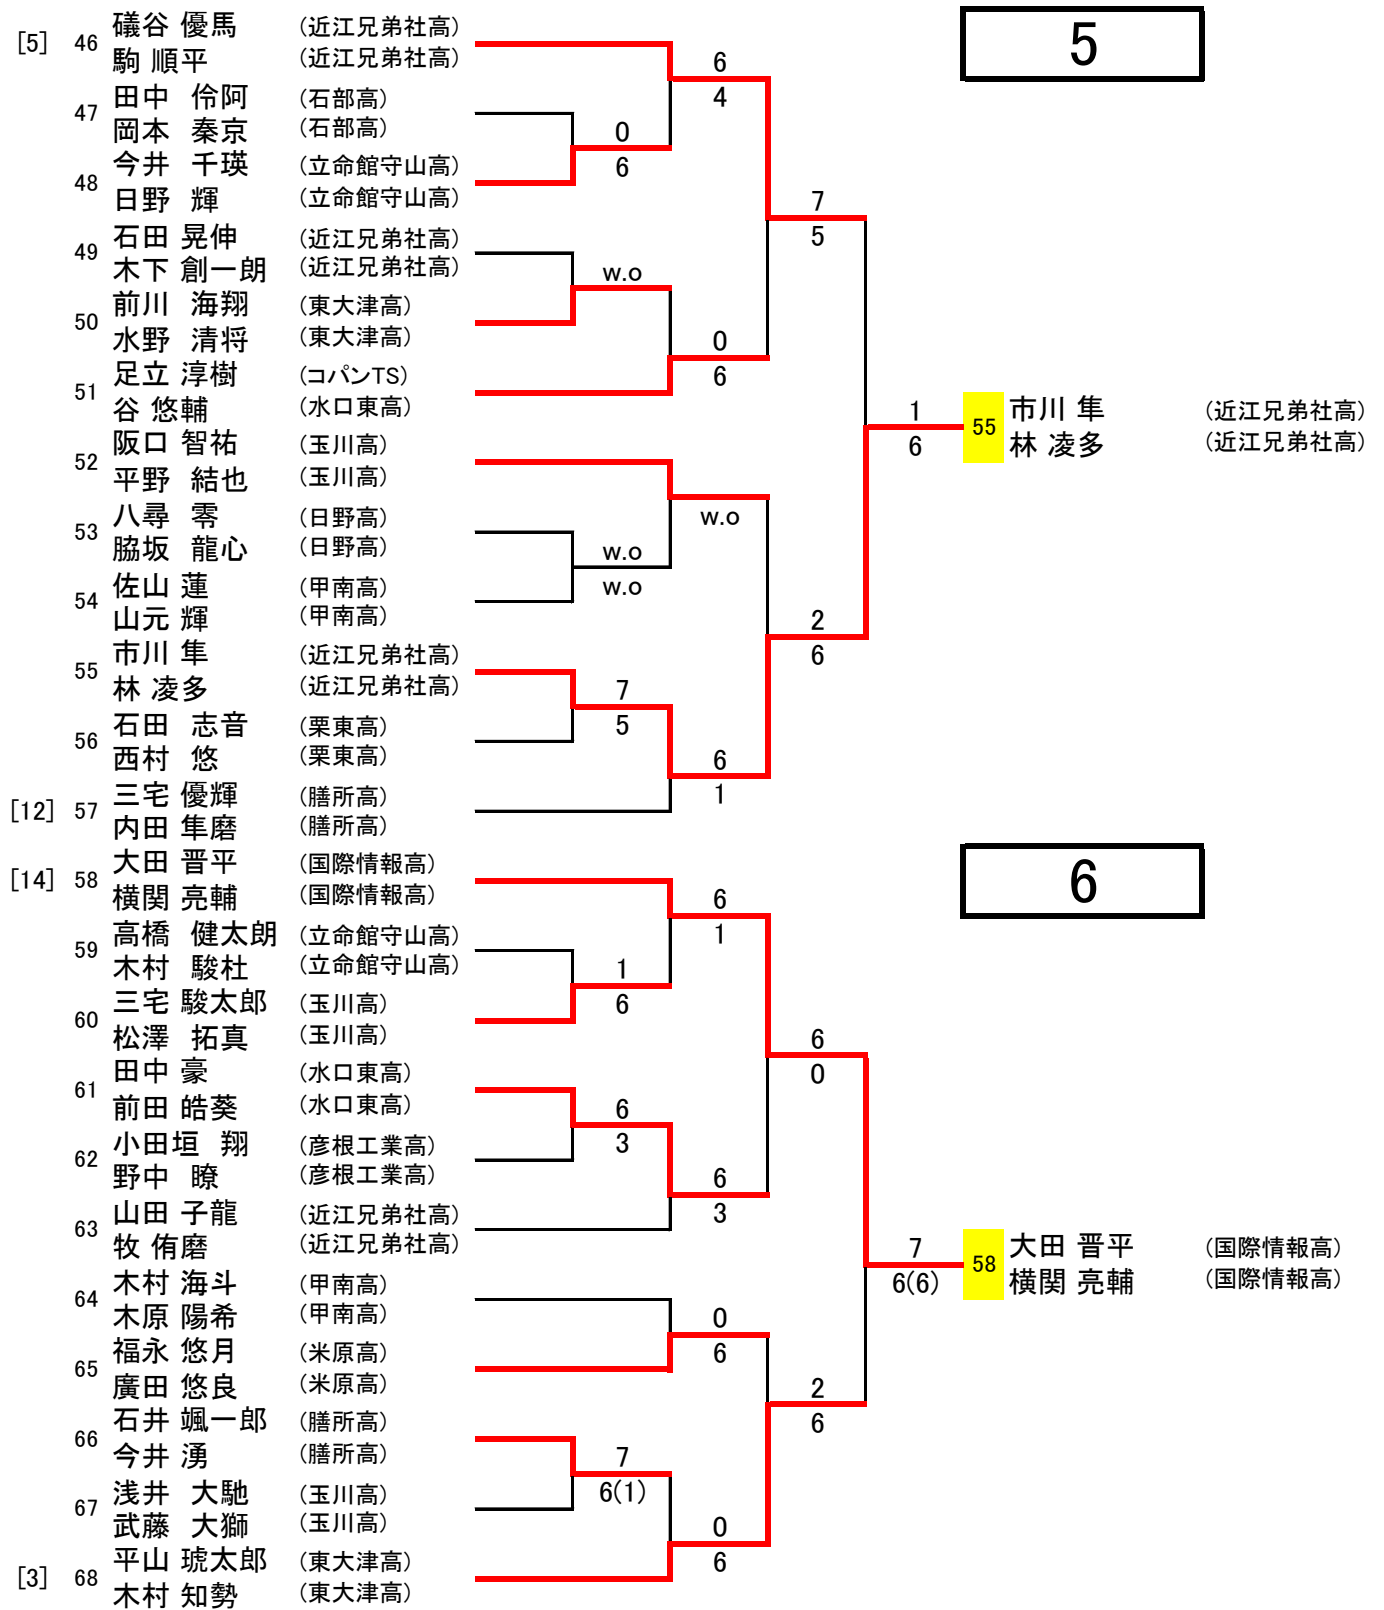 5
[5] 46 礒谷 優馬 (近江兄弟社高)
駒 順平 (近江兄弟社高)
6
4
47 田中 伶阿 (石部高)
岡本 秦京 (石部高)
0
6
48 今井 千瑛 (立命館守山高)
日野 輝 (立命館守山高)
7
5
49 石田 晃伸 (近江兄弟社高)
木下 創一朗 (近江兄弟社高)
w.o
50 前川 海翔 (東大津高)
水野 清将 (東大津高)
0
6
51 足立 淳樹 (コパンTS)
谷 悠輔 (水口東高)
1
6
55 市川 隼 (近江兄弟社高)
林 凌多 (近江兄弟社高)
52 阪口 智祐 (玉川高)
平野 結也 (玉川高)
w.o
53 八尋 零 (日野高)
脇坂 龍心 (日野高)
w.o
w.o
54 佐山 蓮 (甲南高)
山元 輝 (甲南高)
2
6
55 市川 隼 (近江兄弟社高)
林 凌多 (近江兄弟社高)
7
5
56 石田 志音 (栗東高)
西村 悠 (栗東高)
6
1
[12] 57 三宅 優輝 (膳所高)
内田 隼磨 (膳所高)
6
[14] 58 大田 晋平 (国際情報高)
横関 亮輔 (国際情報高)
6
1
59 高橋 健太朗 (立命館守山高)
木村 駿杜 (立命館守山高)
1
6
60 三宅 駿太郎 (玉川高)
松澤 拓真 (玉川高)
6
0
61 田中 豪 (水口東高)
前田 皓葵 (水口東高)
6
3
62 小田垣 翔 (彦根工業高)
野中 瞭 (彦根工業高)
6
3
63 山田 子龍 (近江兄弟社高)
牧 侑磨 (近江兄弟社高)
7
6(6)
58 大田 晋平 (国際情報高)
横関 亮輔 (国際情報高)
64 木村 海斗 (甲南高)
木原 陽希 (甲南高)
0
6
65 福永 悠月 (米原高)
廣田 悠良 (米原高)
2
6
66 石井 颯一郎 (膳所高)
今井 湧 (膳所高)
7
6(1)
67 浅井 大馳 (玉川高)
武藤 大獅 (玉川高)
0
6
[3] 68 平山 琥太郎 (東大津高)
木村 知勢 (東大津高)